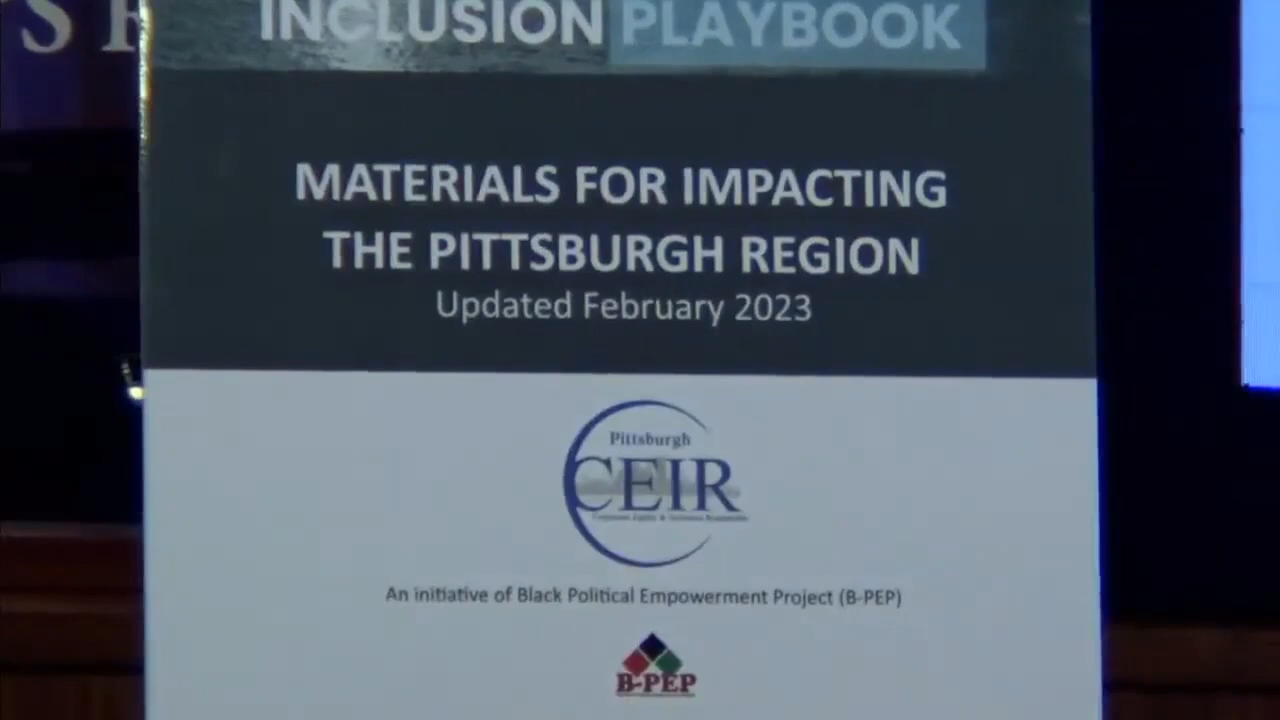 INCLUSION PLAYBOOK
MATERIALS FOR IMPACTING
THE PITTSBURGH REGION
Updated February 2023
Pittsburgh
CEIR
An initiative of Black Political Empowerment Project (B-PEP)
B-PEP